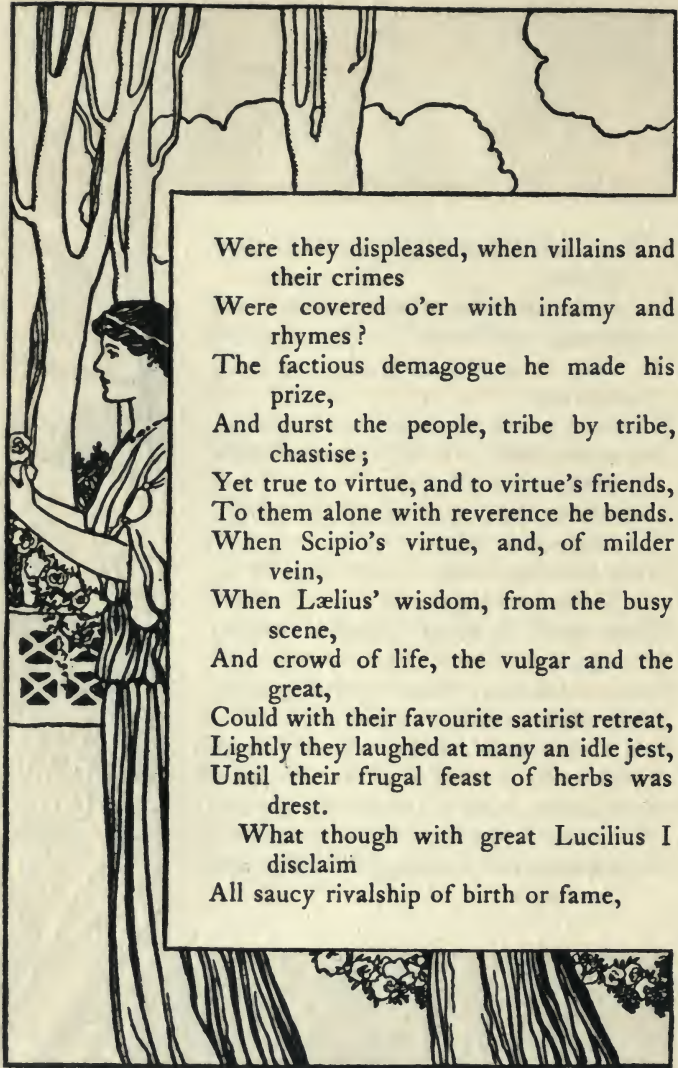 Were they displeased, when villains and
their crimes
Were covered o'er with infamy and
rhymes ?
The factious demagogue he made his
prize,
And durst the people, tribe by tribe,
chastise ;
Yet true to virtue, and to virtue's friends,
To them alone with reverence he bends.
When Scipio's virtue, and, of milder
vein,
When Lælius' wisdom, from the busy
scene,
And crowd of life, the vulgar and the
great,
Could with their favourite satirist retreat,
Lightly they laughed at many an idle jest,
Until their frugal feast of herbs was
drest.
What though with great Lucilius I
disclaim
All saucy rivalship of birth or fame,